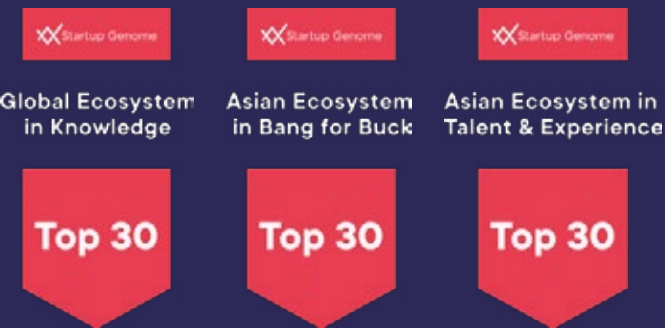 Startup Genome
Global Ecosystem
in Knowledge
Top 30
Startup Genome
Asian Ecosystem
in Bang for Buck
Top 30
Startup Genome
Asian Ecosystem in
Talent & Experience
Top 30